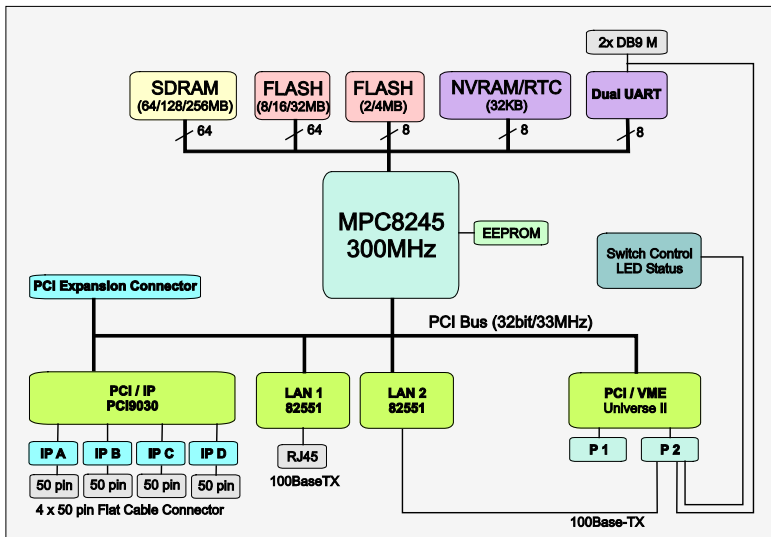 2x DB9 M
SDRAM
(64/128/256MB)
FLASH
(8/16/32MB)
FLASH
(2/4MB)
NVRAM/RTC
(32KB)
Dual UART
64
64
8
8
8
MPC8245
300MHz
EEPROM
Switch Control
LED Status
PCI Expansion Connector
PCI Bus (32bit/33MHz)
PCI / IP
PCI9030
LAN 1
82551
LAN 2
82551
PCI / VME
Universe II
IP A
IP B
IP C
IP D
RJ45
P 1
P 2
50 pin
50 pin
50 pin
50 pin
100BaseTX
4 x 50 pin Flat Cable Connector
100Base-TX